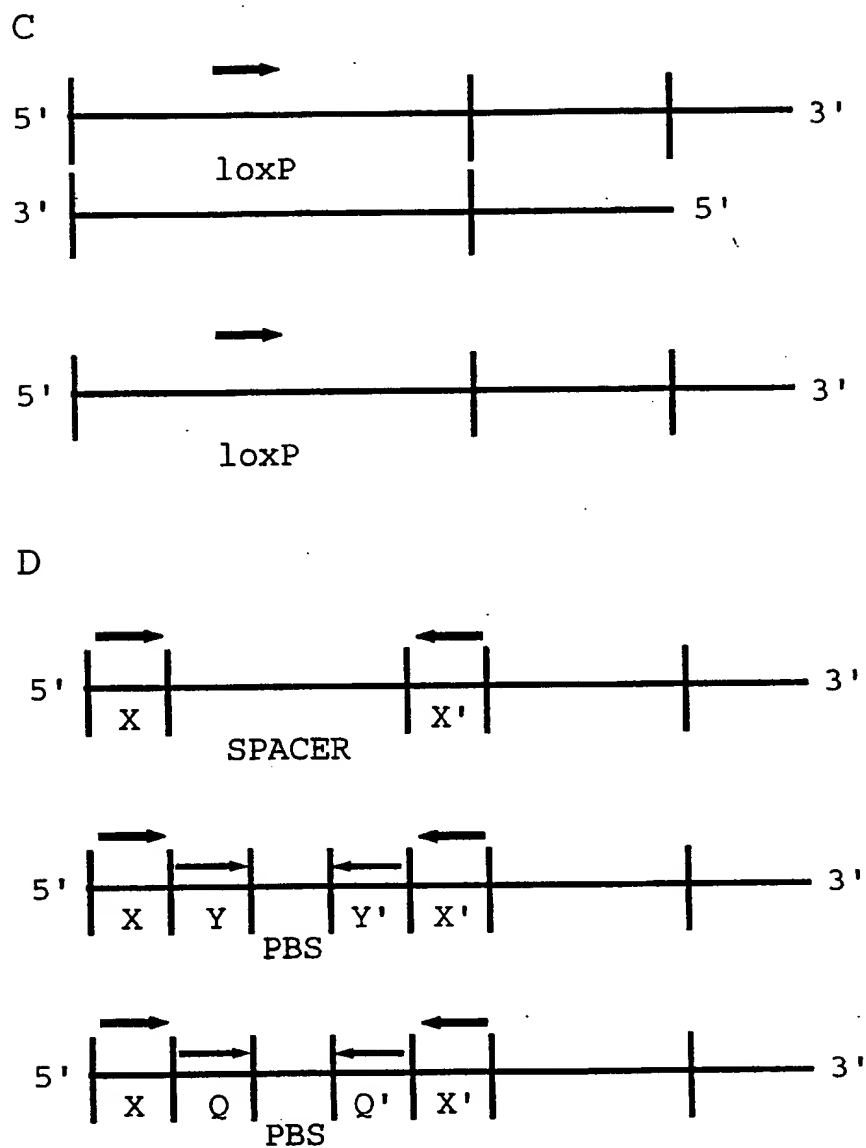 C
5' 3'
loxP
3' 5'
5' 3'
loxP
D
5' 3'
X X'
SPACER
5' 3'
X Y Y' X'
PBS
5' 3'
X Q Q' X'
PBS